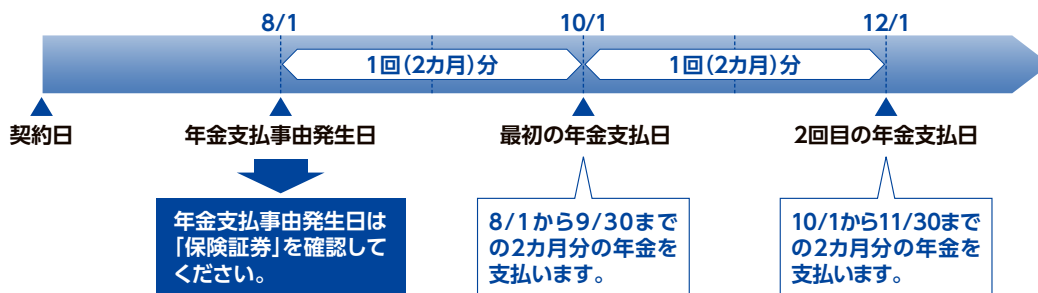 8/1
10/1
12/1
1回(2カ月)分
1回(2カ月)分
契約日
年金支払事由発生日
最初の年金支払日
2回目の年金支払日
年金支払事由発生日は
「保険証券」を確認して
ください。
8/1から9/30まで
の2カ月分の年金を
支払います。
10/1から11/30まで
の2カ月分の年金を
支払います。